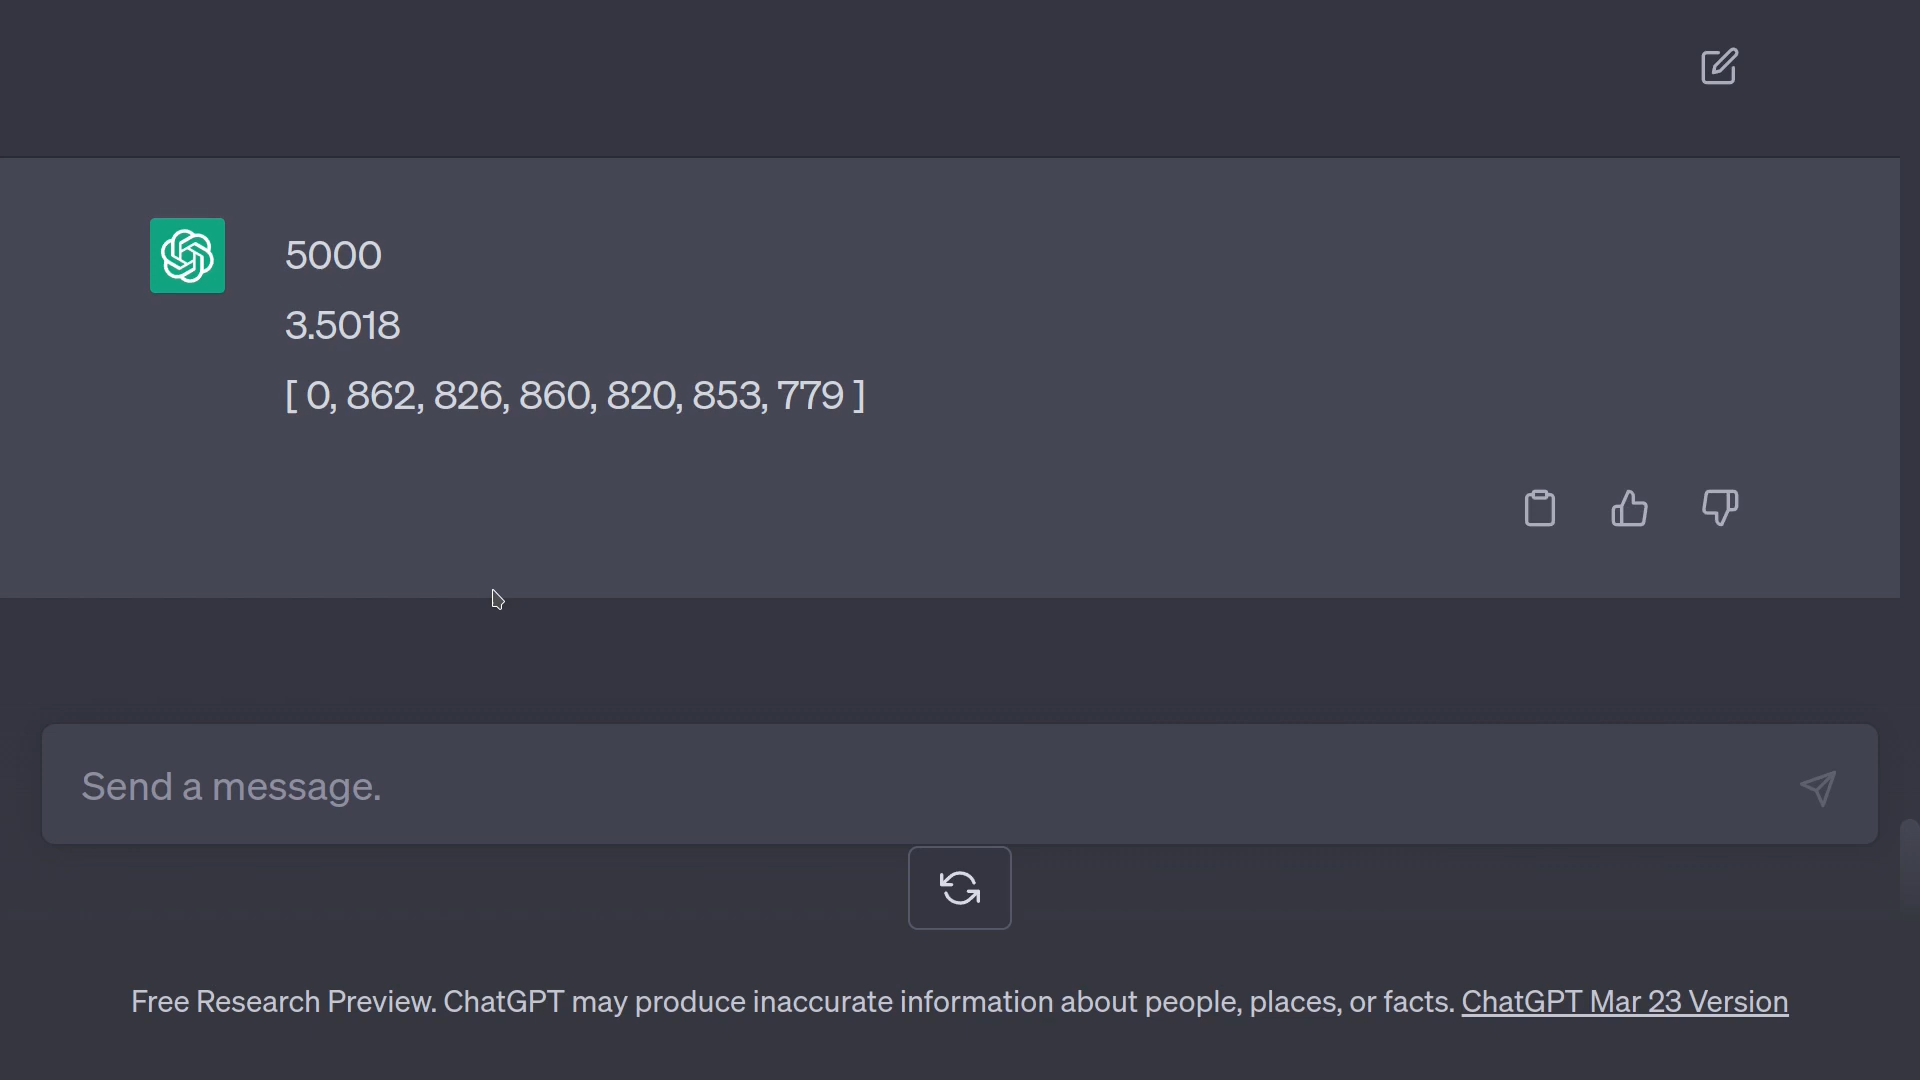 5000
3.5018
[ 0, 862, 826, 860, 820, 853, 779 ]
Send a message.
Free Research Preview. ChatGPT may produce inaccurate information about people, places, or facts. ChatGPT Mar 23 Version